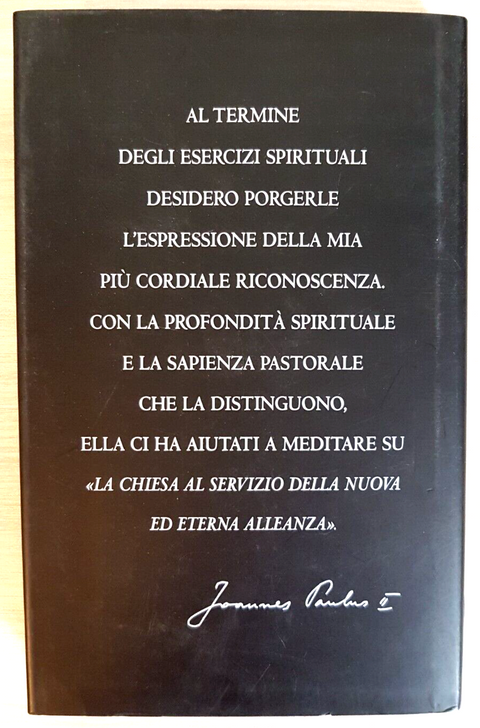 AL TERMINE
DEGLI ESERCIZI SPIRITUALI
DESIDERO PORGERLE
L'ESPRESSIONE DELLA MIA
PIÙ CORDIALE RICONOSCENZA.
CON LA PROFONDITÀ SPIRITUALE
E LA SAPIENZA PASTORALE
CHE LA DISTINGUONO,
ELLA CI HA AIUTATI A MEDITARE SU
«LA CHIESA AL SERVIZIO DELLA NUOVA
ED ETERNA ALLEANZA».
Joannes Paulus II